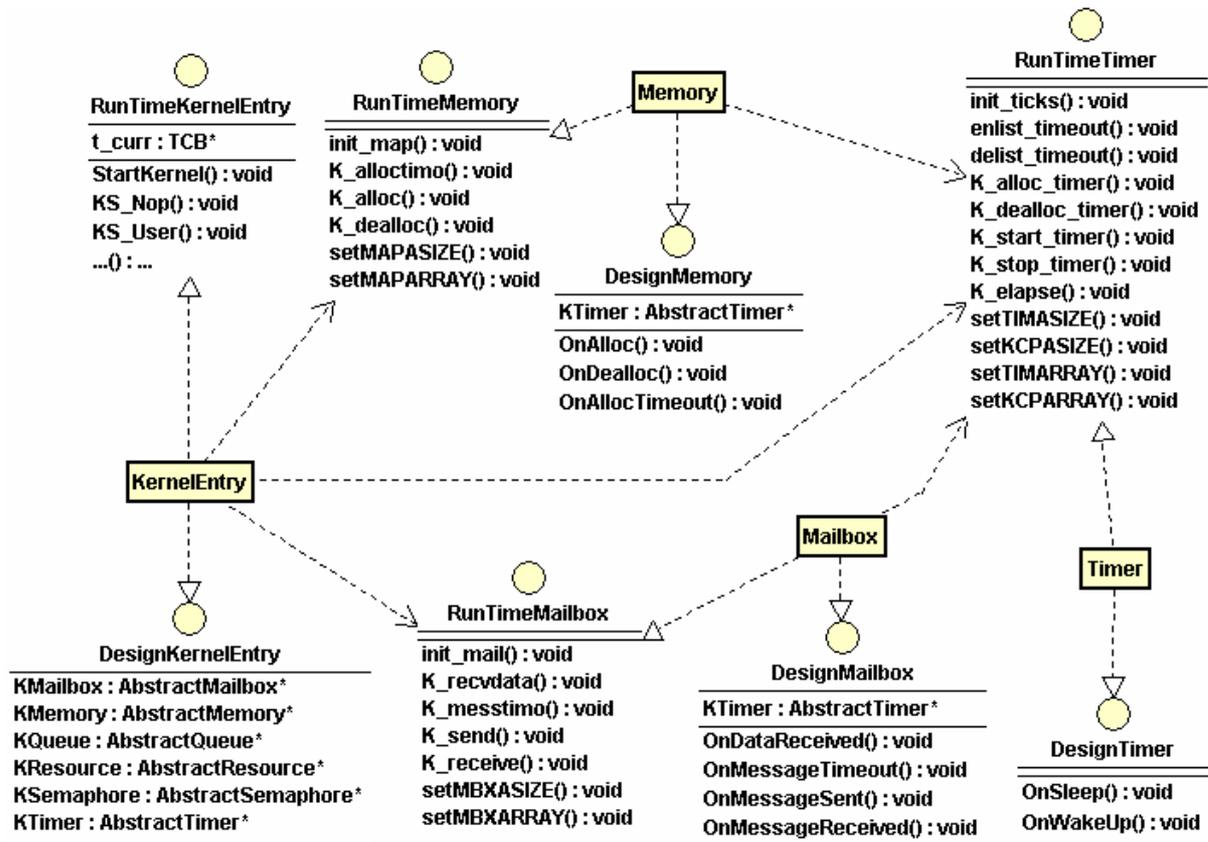 RunTimeKernelEntry
t_curr : TCB*
StartKernel() : void
KS_Nop() : void
KS_User() : void
...() : ...
RunTimeMemory
init_map() : void
K_alloctimo() : void
K_alloc() : void
K_dealloc() : void
setMAPASIZE() : void
setMAPARRAY() : void
Memory
DesignMemory
KTimer : AbstractTimer*
OnAlloc() : void
OnDealloc() : void
OnAllocTimeout() : void
RunTimeTimer
init_ticks() : void
enlist_timeout() : void
delist_timeout() : void
K_alloc_timer() : void
K_dealloc_timer() : void
K_start_timer() : void
K_stop_timer() : void
K_elapse() : void
setTIMASIZE() : void
setKCPASIZE() : void
setTIMARRAY() : void
setKCPARRAY() : void
KernelEntry
Mailbox
Timer
DesignKernelEntry
KMailbox : AbstractMailbox*
KMemory : AbstractMemory*
KQueue : AbstractQueue*
KResource : AbstractResource*
KSemaphore : AbstractSemaphore*
KTimer : AbstractTimer*
RunTimeMailbox
init_mail() : void
K_recvdata() : void
K_messtimo() : void
K_send() : void
K_receive() : void
setMBXASIZE() : void
setMBXARRAY() : void
DesignMailbox
KTimer : AbstractTimer*
OnDataReceived() : void
OnMessageTimeout() : void
OnMessageSent() : void
OnMessageReceived() : void
DesignTimer
OnSleep() : void
OnWakeUp() : void